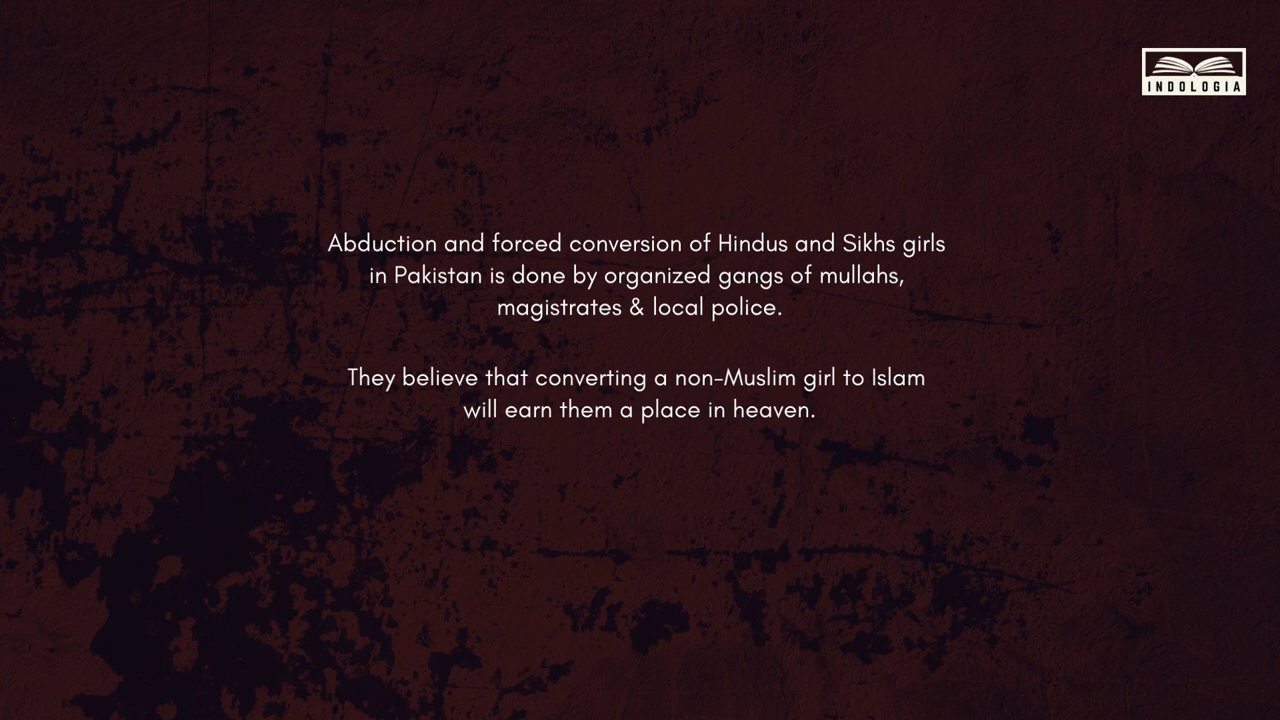 INDOLOGIA
Abduction and forced conversion of Hindus and Sikhs girls
in Pakistan is done by organized gangs of mullahs,
magistrates & local police.
They believe that converting a non-Muslim girl to Islam
will earn them a place in heaven.